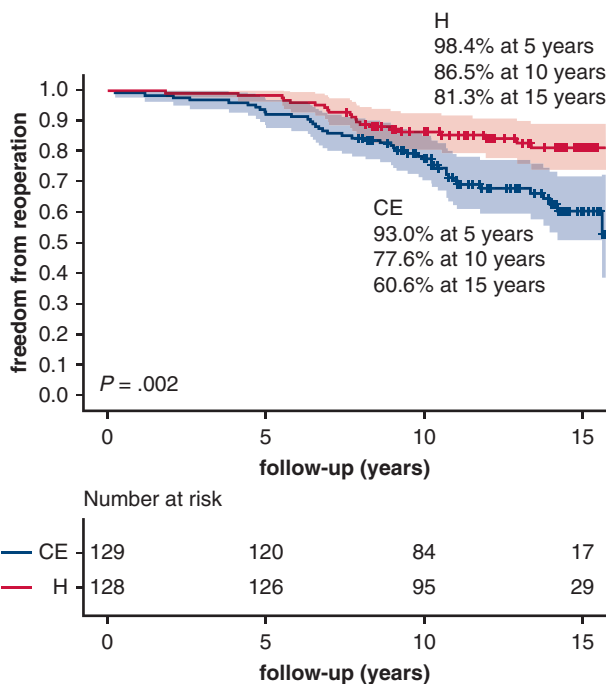 H
98.4% at 5 years
86.5% at 10 years
81.3% at 15 years
1.0
0.9
0.8
0.7
0.6
0.5
0.4
0.3
0.2
0.1
0.0
freedom from reoperation
CE
93.0% at 5 years
77.6% at 10 years
60.6% at 15 years
P = .002
0 5 10 15
follow-up (years)
Number at risk
CE 129 120 84 17
H 128 126 95 29
0 5 10 15
follow-up (years)